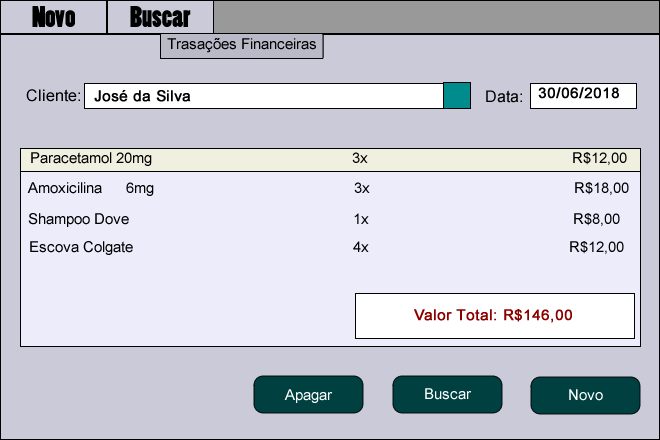 Novo Buscar
Trasações Financeiras
Cliente: José da Silva Data: 30/06/2018
Paracetamol 20mg 3x R$12,00
Amoxicilina 6mg 3x R$18,00
Shampoo Dove 1x R$8,00
Escova Colgate 4x R$12,00
Valor Total: R$146,00
Apagar Buscar Novo